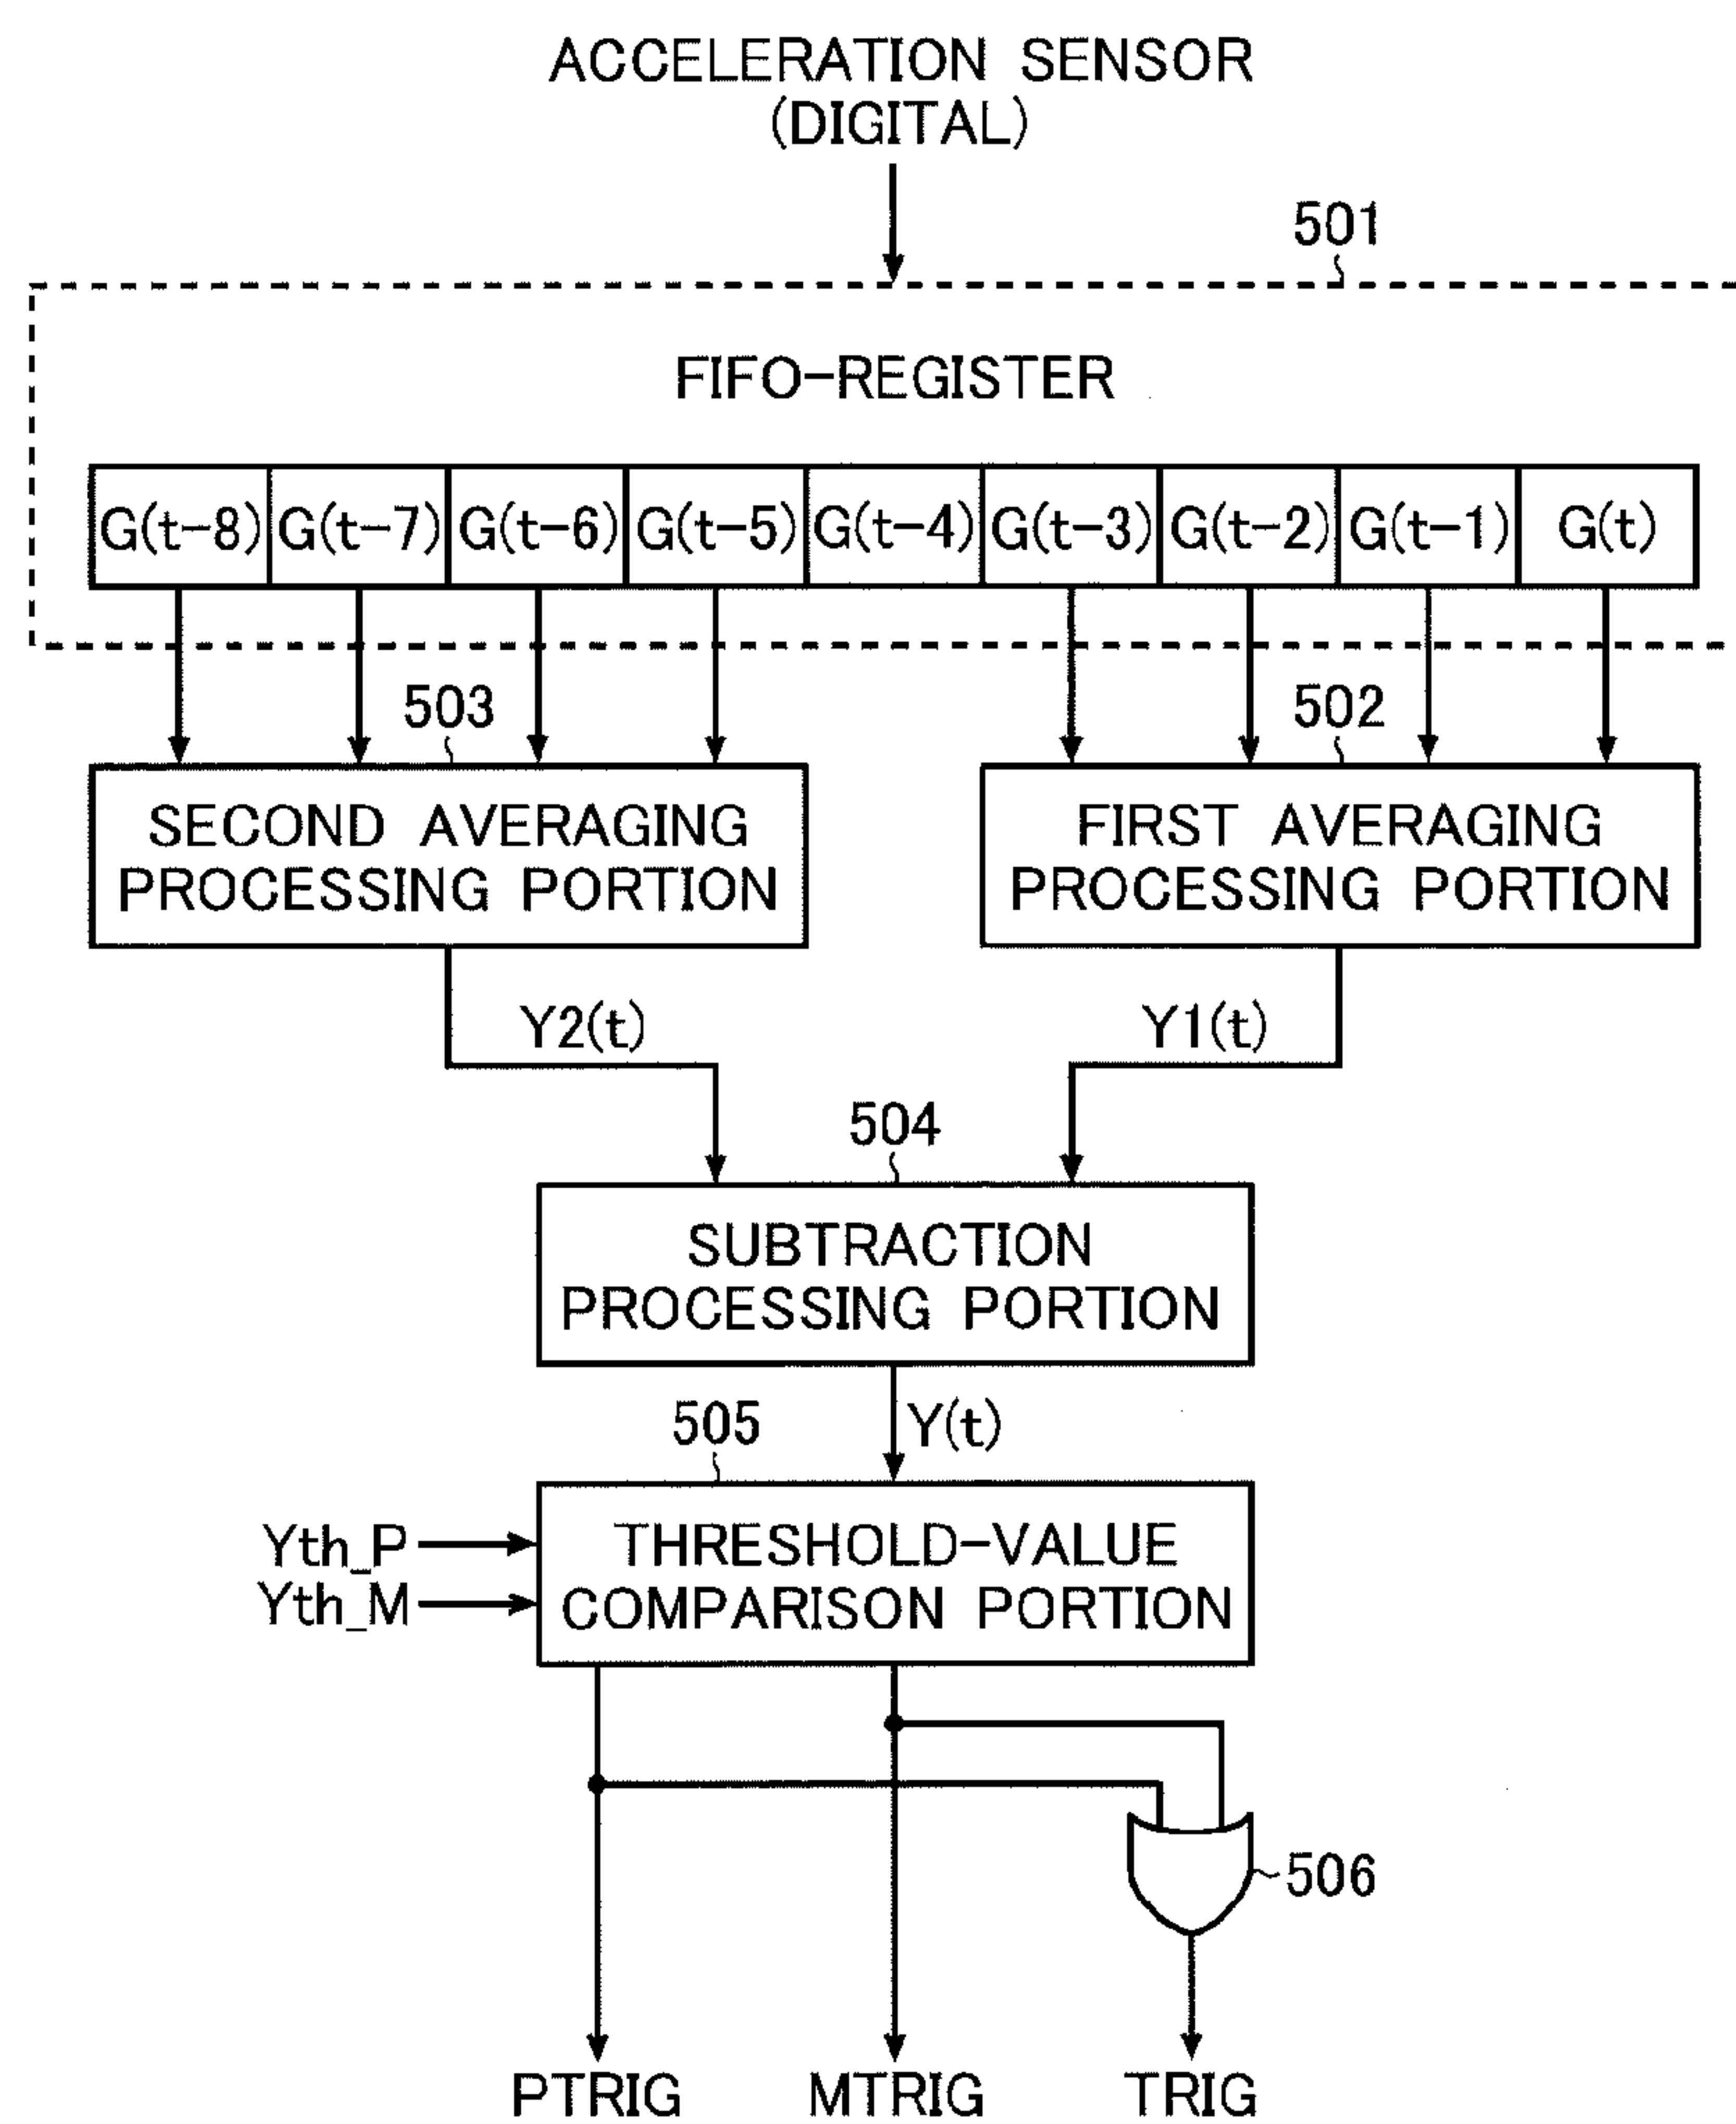 ACCELERATION SENSOR
(DIGITAL)
501
FIFO-REGISTER
G(t-8) G(t-7) G(t-6) G(t-5) G(t-4) G(t-3) G(t-2) G(t-1) G(t)
503 502
SECOND AVERAGING
PROCESSING PORTION
FIRST AVERAGING
PROCESSING PORTION
Y2(t) Y1(t)
504
SUBTRACTION
PROCESSING PORTION
505 Y(t)
Yth_P
Yth_M
THRESHOLD-VALUE
COMPARISON PORTION
506
PTRIG MTRIG TRIG